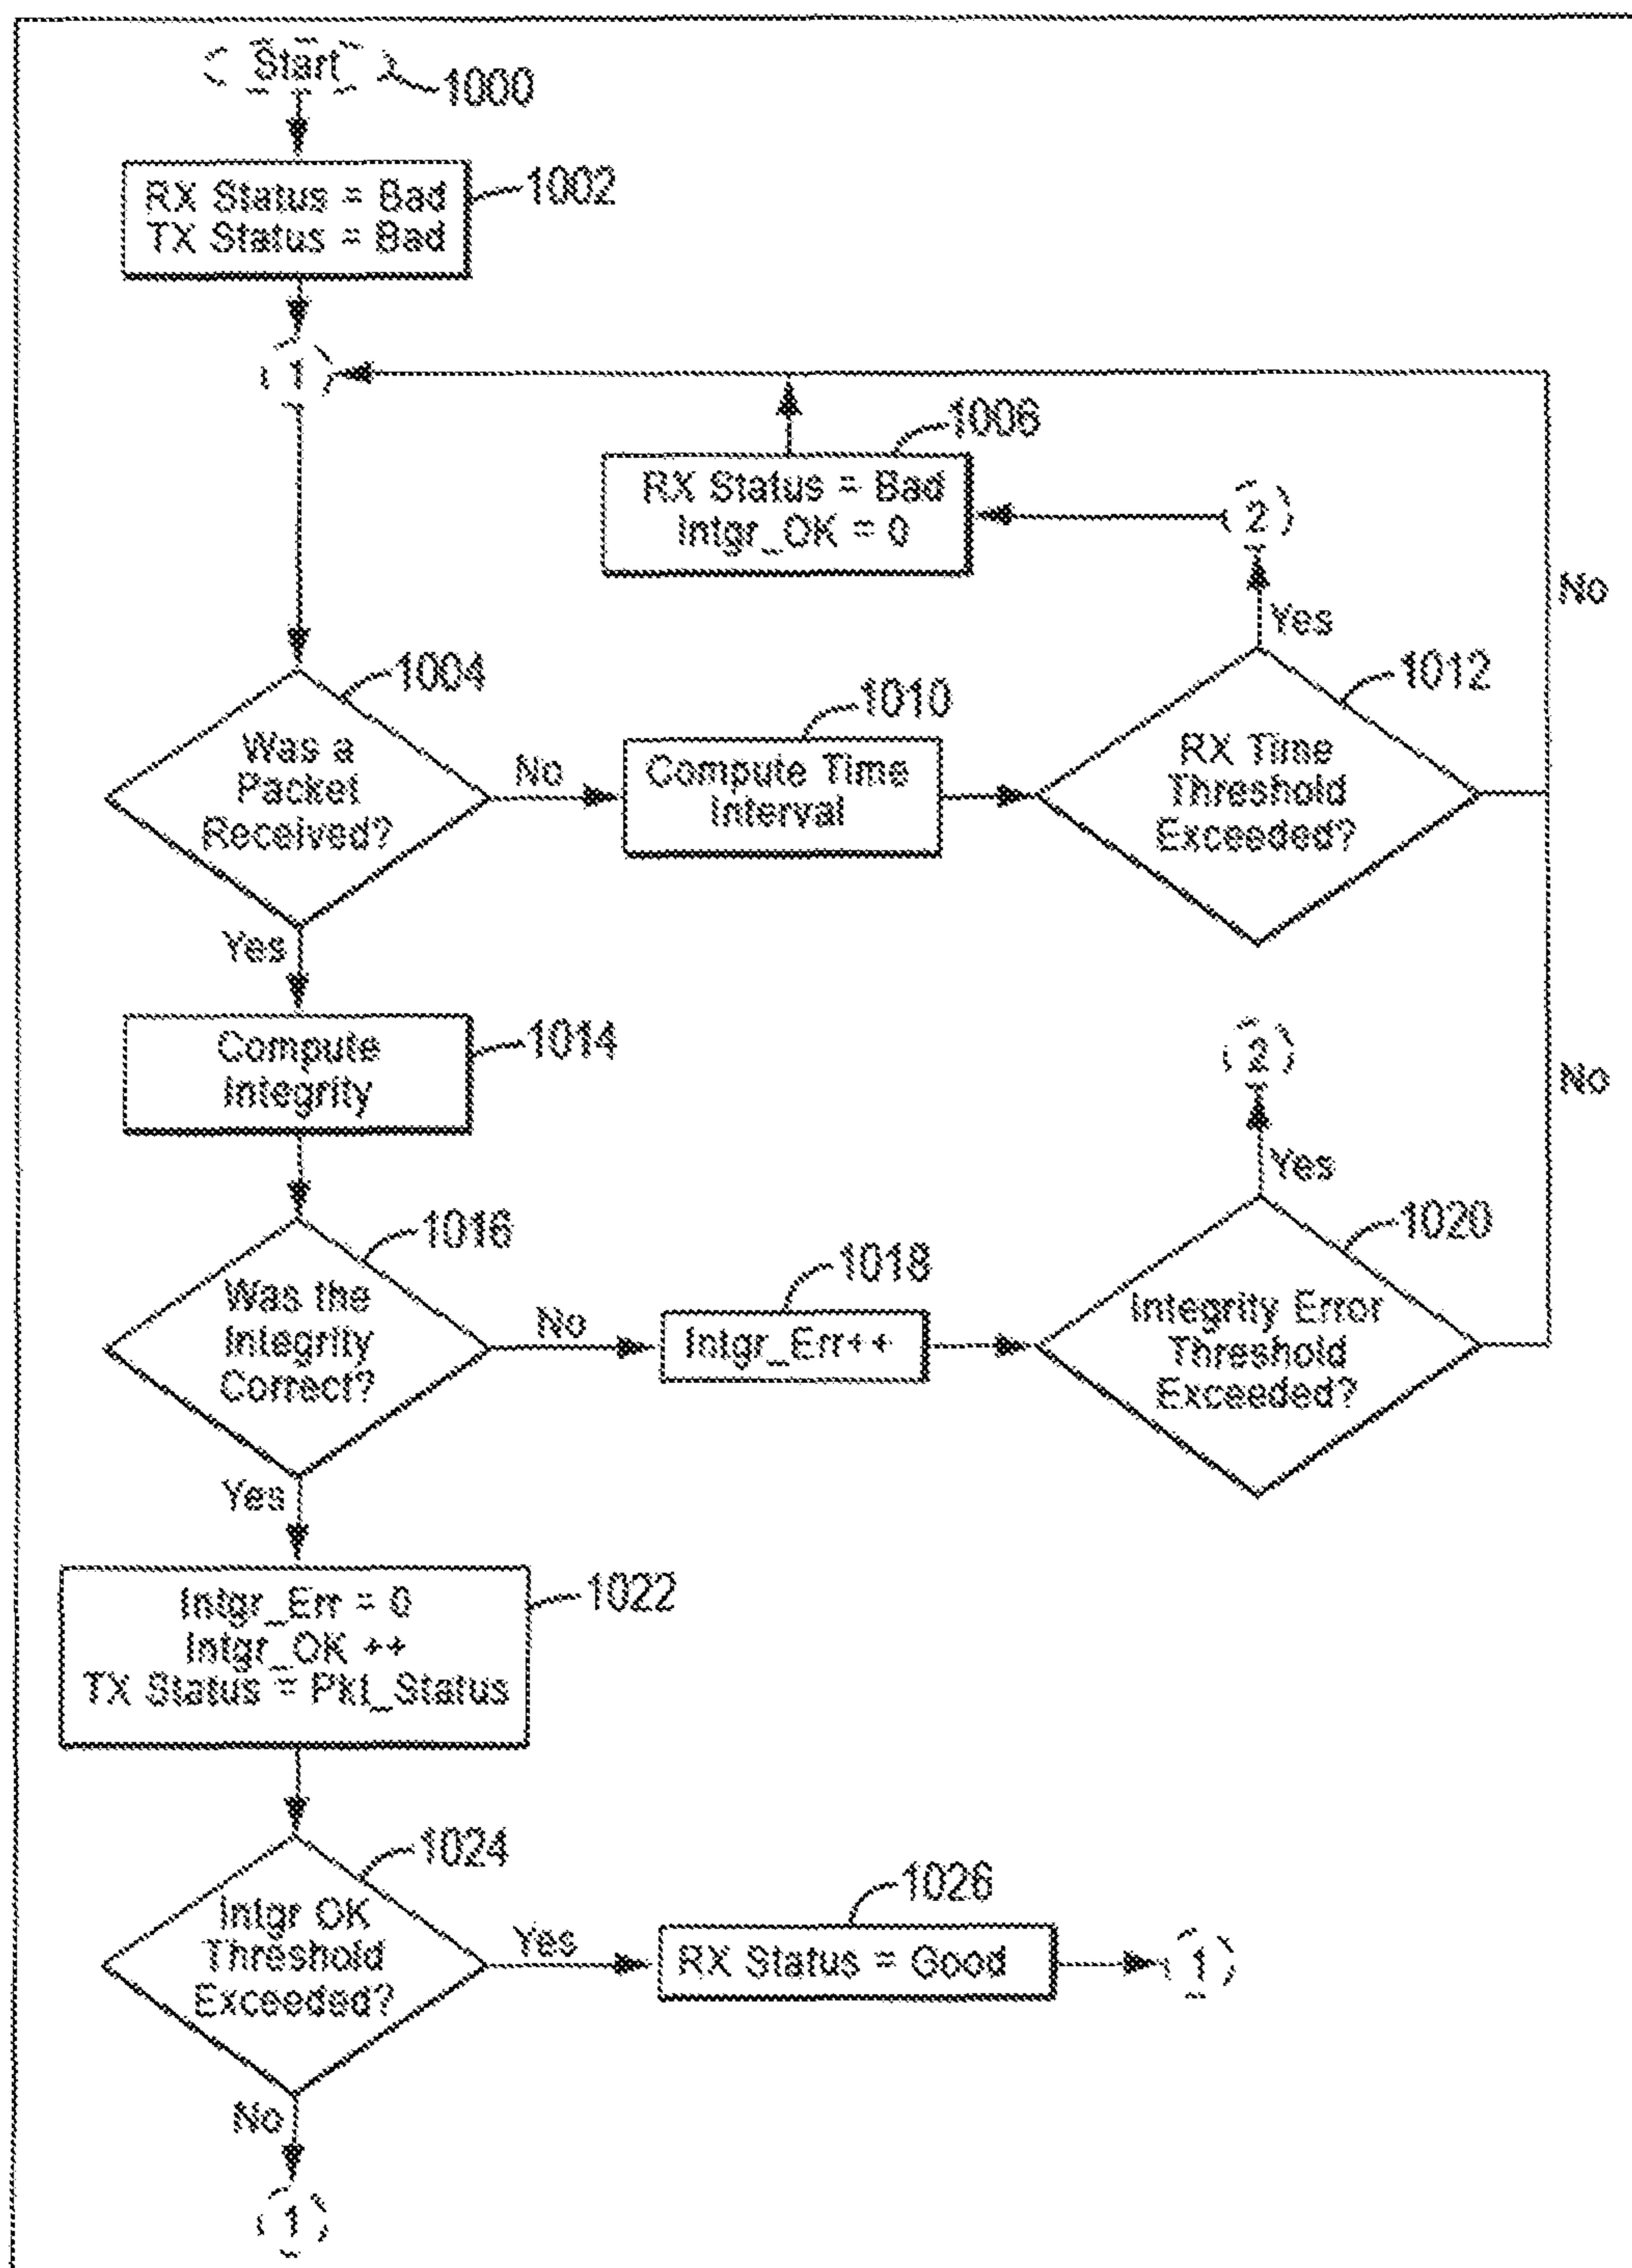 Start
1000
RX Status = Bad
TX Status = Bad
1002
1
1006
RX Status = Bad
Intgr_OK = 0
2
No
Yes
1004
Was a
Packet
Received?
No
1010
Compute Time
Interval
1012
RX Time
Threshold
Exceeded?
Yes
Compute
Integrity
1014
2
No
Yes
1016
Was the
Integrity
Correct?
No
1018
Intgr_Err++
1020
Integrity Error
Threshold
Exceeded?
Yes
Intgr_Err = 0
Intgr_OK ++
TX Status = Pkt_Status
1022
1024
Intgr OK
Threshold
Exceeded?
Yes
1026
RX Status = Good
1
No
1